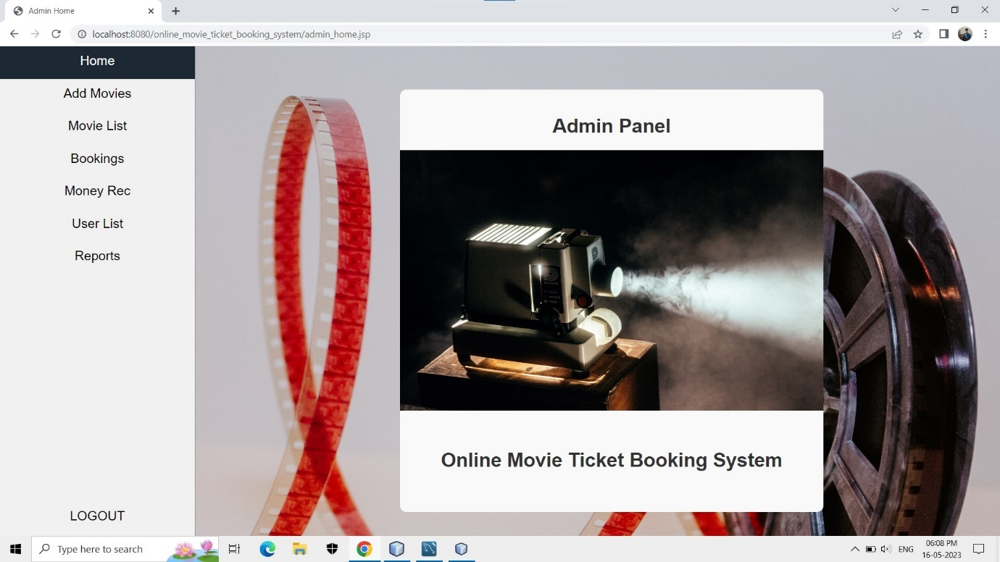 Admin Home
localhost:8080/online_movie_ticket_booking_system/admin_home.jsp
Home
Add Movies
Movie List
Bookings
Money Rec
User List
Reports
LOGOUT
Admin Panel
Online Movie Ticket Booking System
Type here to search
ENG
06:08 PM
16-05-2023